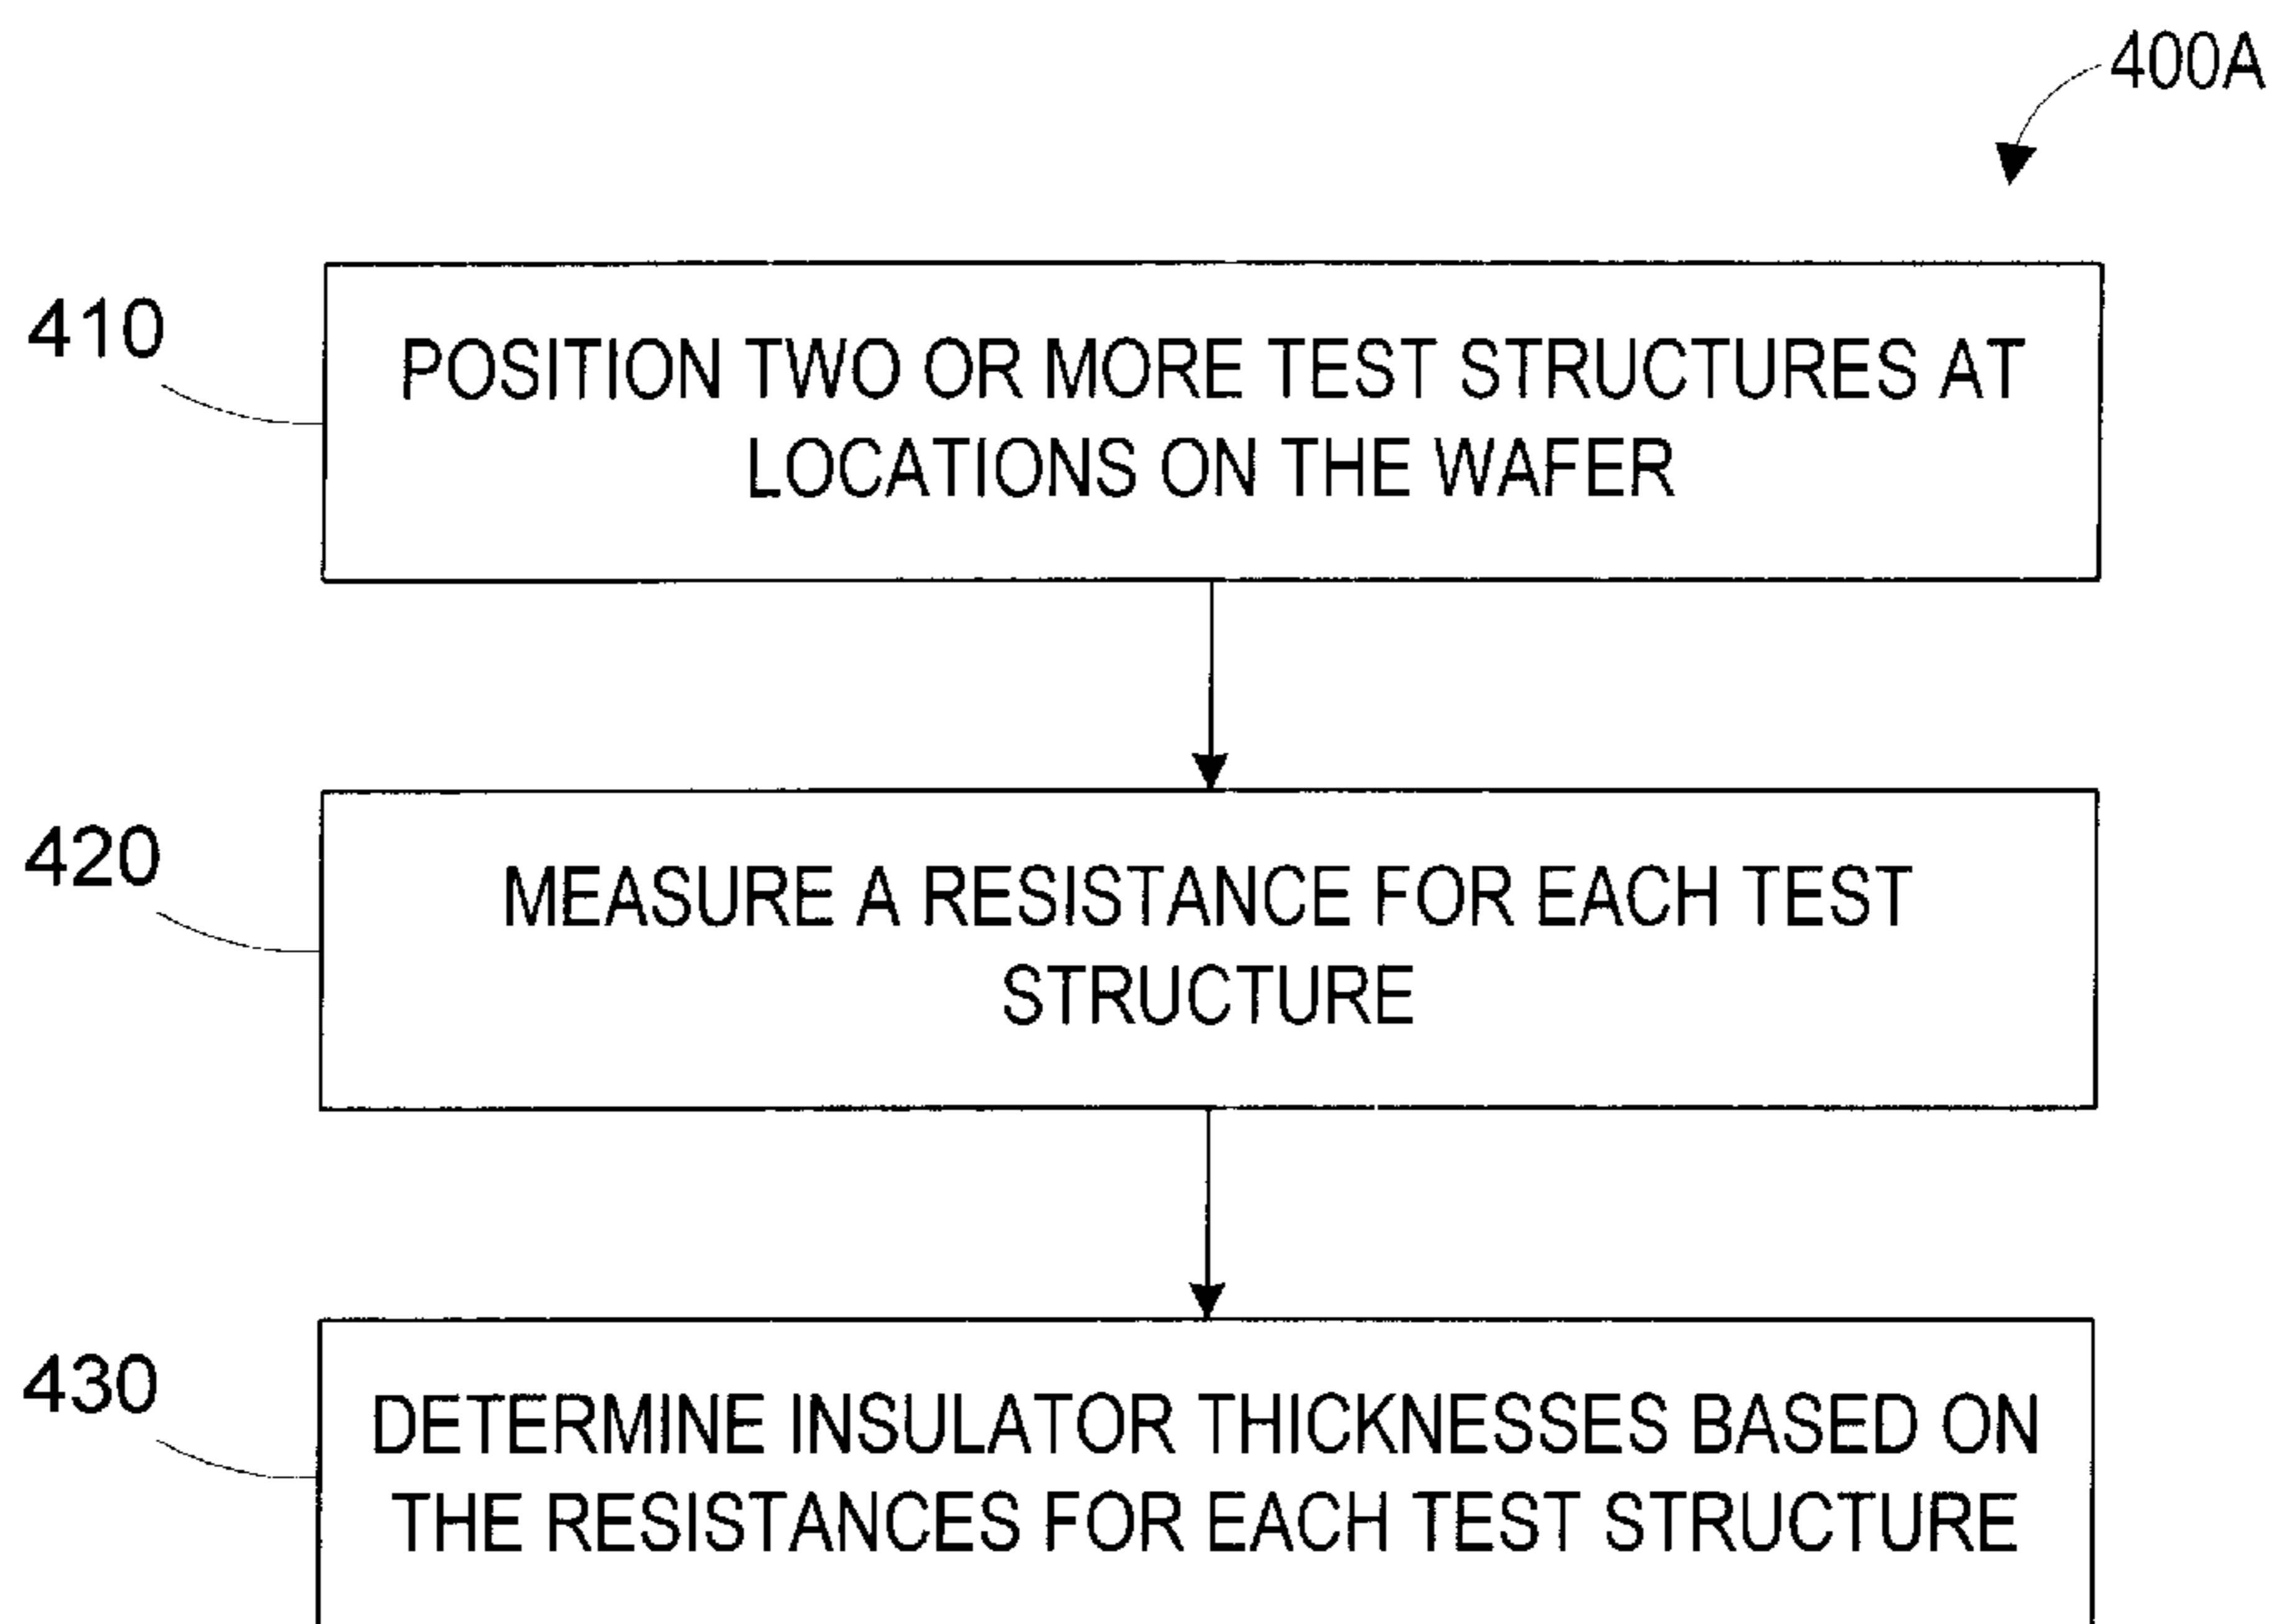 400A
410
POSITION TWO OR MORE TEST STRUCTURES AT
LOCATIONS ON THE WAFER
420
MEASURE A RESISTANCE FOR EACH TEST
STRUCTURE
430
DETERMINE INSULATOR THICKNESSES BASED ON
THE RESISTANCES FOR EACH TEST STRUCTURE